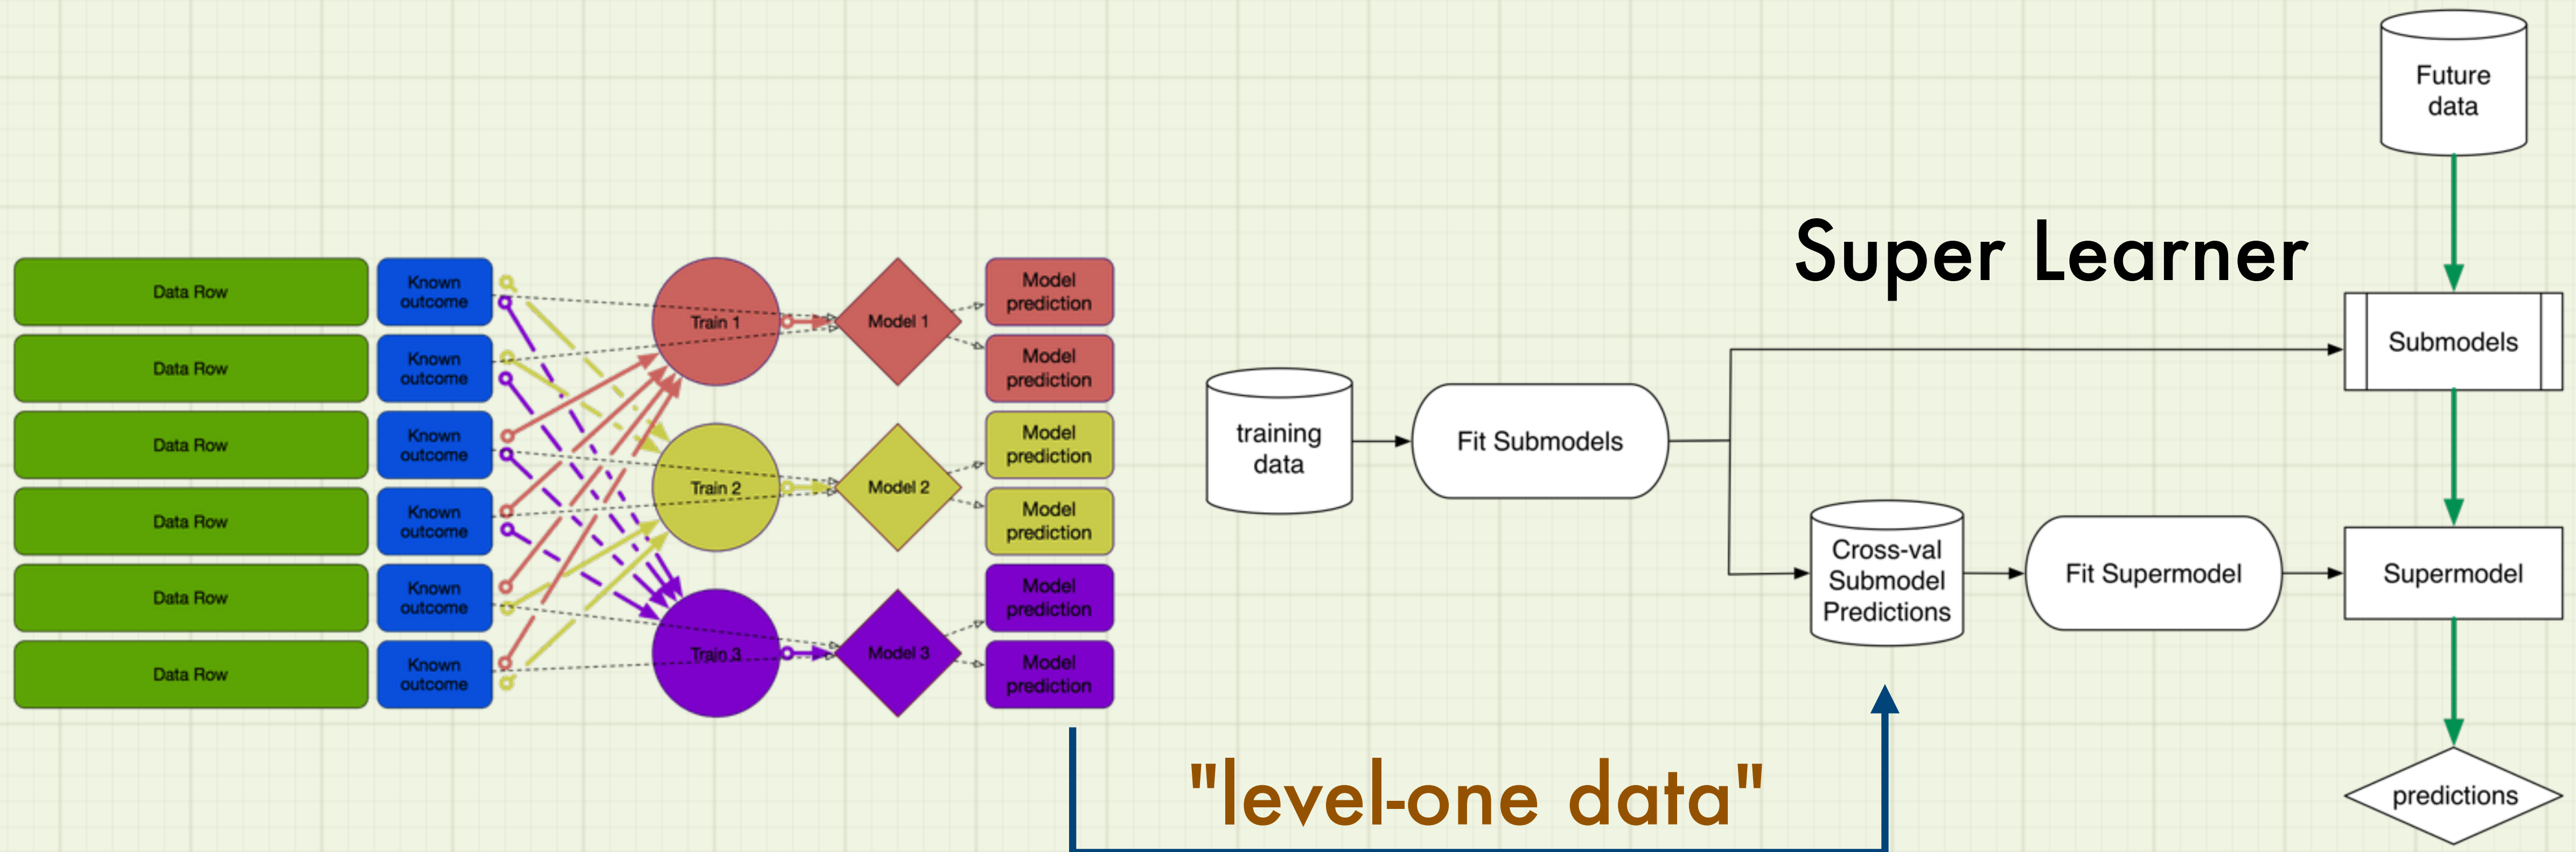 Future
data
Super Learner
Data Row
Known
outcome
Train 1
Model 1
Model
prediction
Data Row
Known
outcome
Model
prediction
Submodels
Data Row
Known
outcome
Train 2
Model 2
Model
prediction
training
data
Fit Submodels
Data Row
Known
outcome
Model
prediction
Cross-val
Submodel
Predictions
Fit Supermodel
Supermodel
Data Row
Known
outcome
Train 3
Model 3
Model
prediction
Data Row
Known
outcome
Model
prediction
"level-one data"
predictions